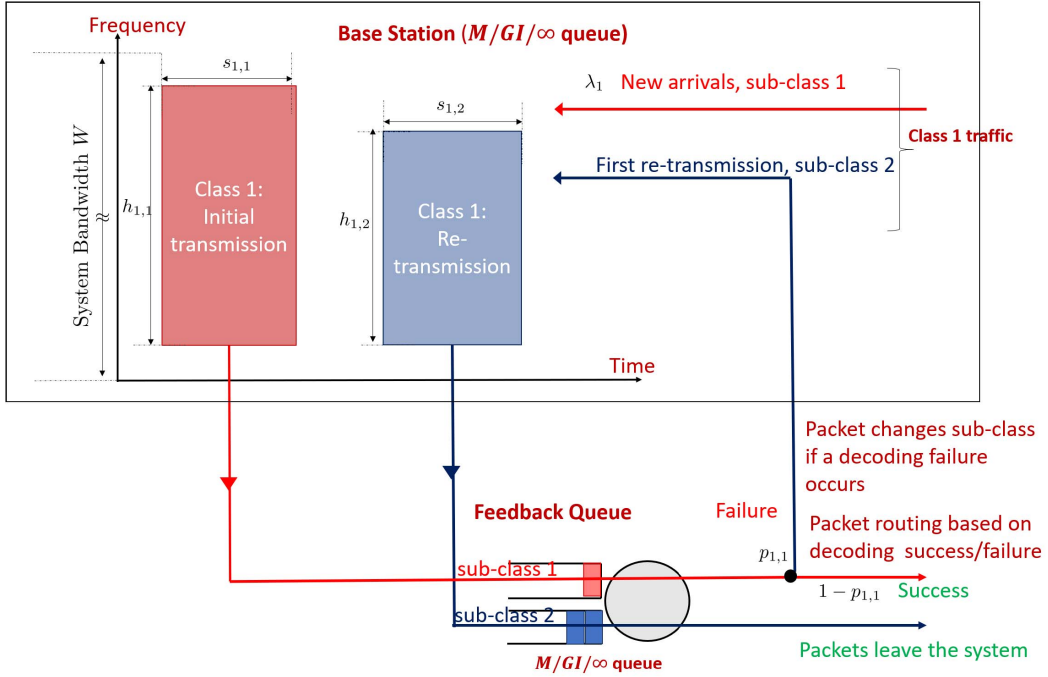 Frequency
Base Station (M/GI/∞ queue)
s1,1
λ1 New arrivals, sub-class 1
s1,2
Class 1 traffic
First re-transmission, sub-class 2
System Bandwidth W
≈
h1,1
Class 1:
Initial
transmission
h1,2
Class 1:
Re-
transmission
Time
Packet changes sub-class
if a decoding failure
occurs
Feedback Queue
Failure
Packet routing based on
decoding success/failure
p1,1
sub-class 1
1 − p1,1 Success
sub-class 2
Packets leave the system
M/GI/∞ queue